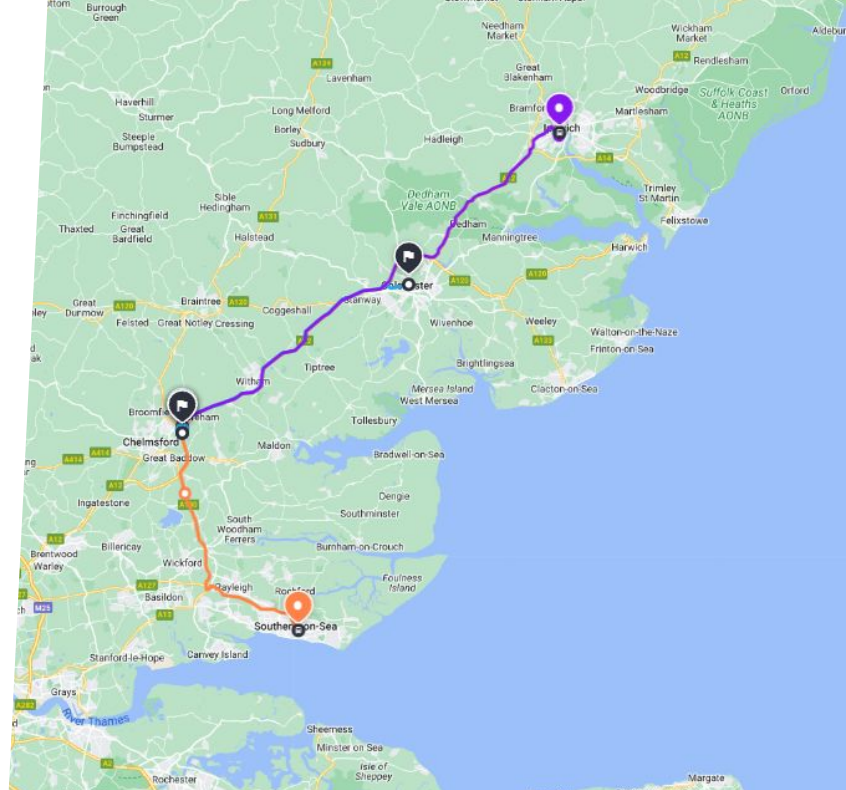 Burrough
Green
Needham
Market
Wickham
Market
Aldebur
A134
A12
Rendlesham
Great
Blakenham
Lavenham
Woodbridge
Orford
Suffolk Coast
& Heaths
AONB
Haverhill
Sturmer
Long Melford
Bramfor
Martlesham
Borley
Sudbury
Steeple
Bumpstead
Hadleigh
A14
Dedham
Vale AONB
Trimley
St Martin
Sible
Hedingham
Finchingfield
Great
Bardfield
Thaxted
A131
Halstead
Felixstowe
Manningtree
Harwich
A120
Great
Dunmow
A120
Braintree
A120
Coggeshall
Stanway
Felsted
Great Notley
Cressing
Wivenhoe
Weeley
A133
Walton-on-the-Naze
Frinton-on Sea
Tiptree
Brightlingsea
Witham
Mersea Island
West Mersea
Clacton-on-Sea
Tollesbury
Chelmsford
Maldon
Great Baddow
Bradwell-on-Sea
A414
A414
A12
Ingatestone
Dengie
Southminster
South
Woodham
Ferrers
A12
Brentwood
Warley
Billericay
Burnham-on-Crouch
Wickford
Foulness
Island
A127
Rayleigh
Basildon
M25
A13
Stanford-le-Hope
Canvey Island
Grays
A282
River Thames
Sheerness
Minster on Sea
A2
Isle of
Sheppey
Rochester
Margate